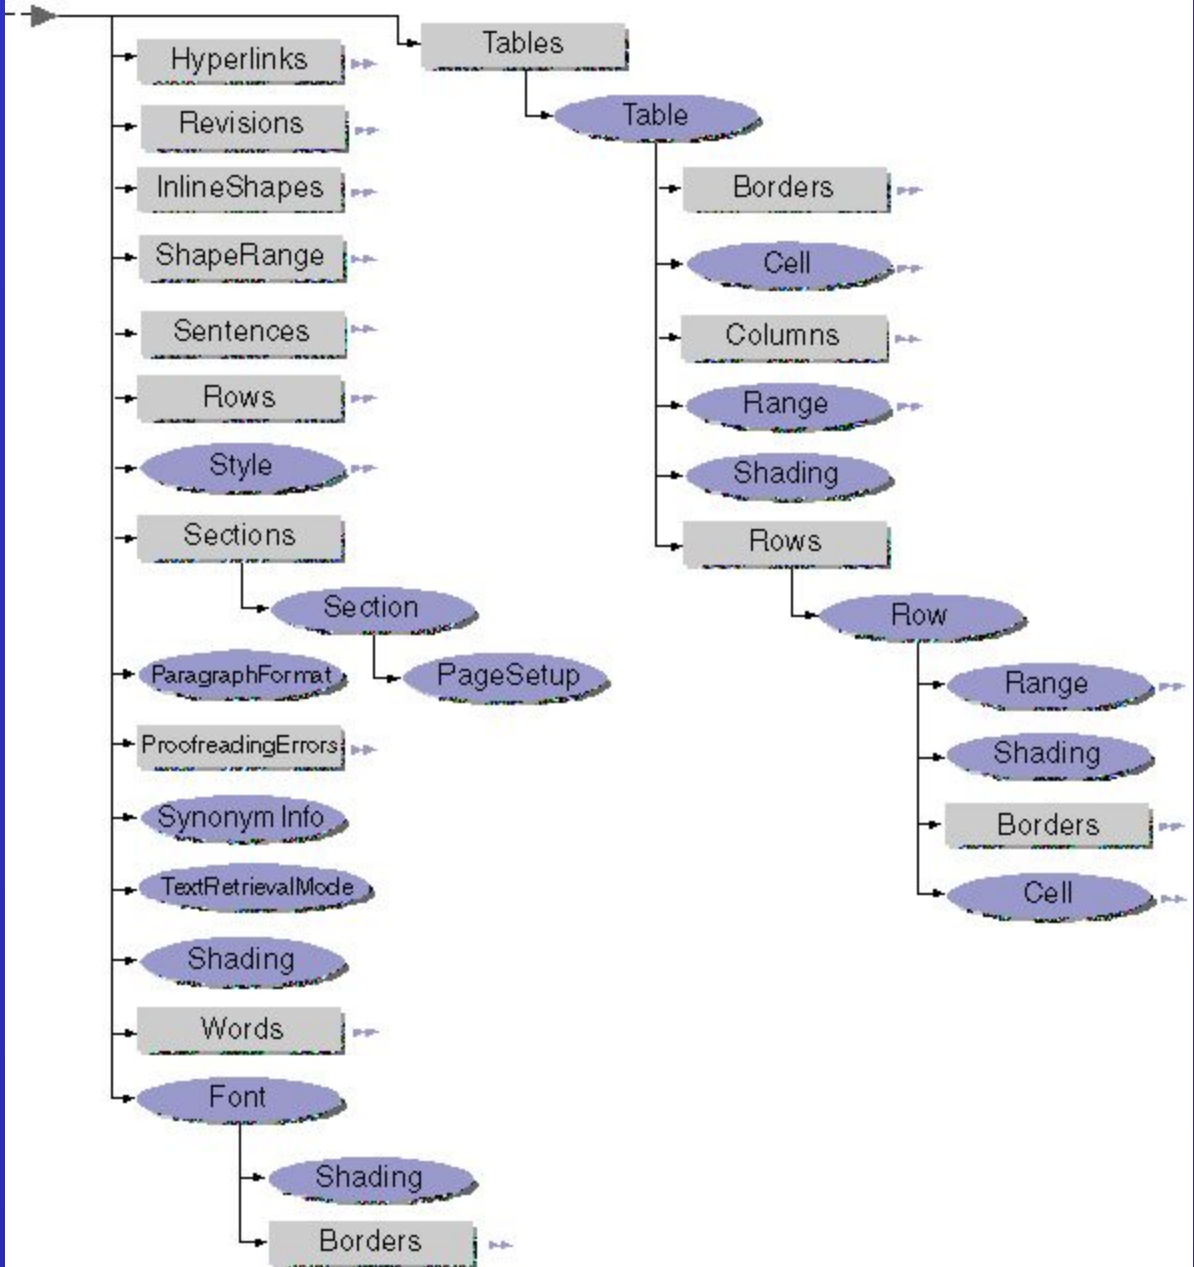 Hyperlinks
Revisions
InlineShapes
ShapeRange
Sentences
Rows
Style
Sections
Section
PageSetup
ParagraphFormat
ProofreadingErrors
Synonym Info
TextRetrievalMode
Shading
Words
Font
Shading
Borders
Tables
Table
Borders
Cell
Columns
Range
Shading
Rows
Row
Range
Shading
Borders
Cell